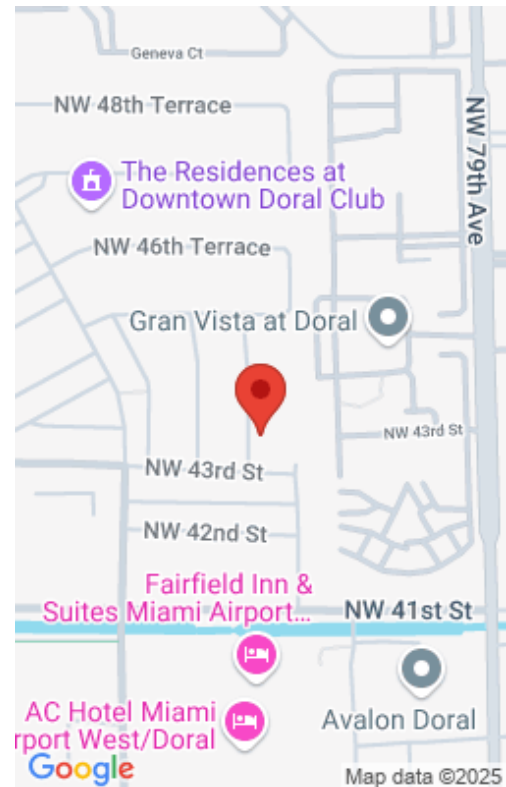 Geneva Ct
NW 48th Terrace
NW 79th Ave
The Residences at
Downtown Doral Club
NW 46th Terrace
Gran Vista at Doral
NW 43rd St
NW 43rd St
NW 42nd St
Fairfield Inn &
Suites Miami Airport...
NW 41st St
AC Hotel Miami
rport West/Doral
Avalon Doral
Google
Map data ©2025